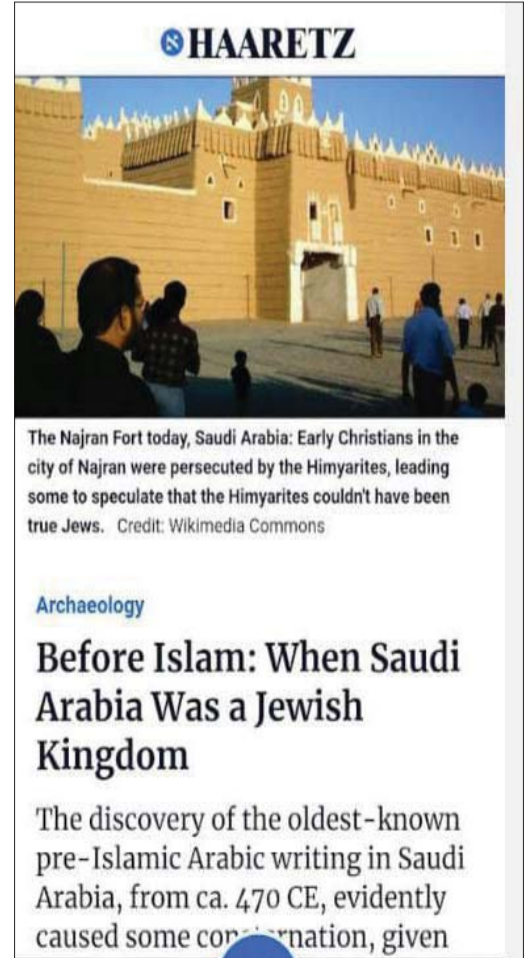 HAARETZ
The Najran Fort today, Saudi Arabia: Early Christians in the
city of Najran were persecuted by the Himyarites, leading
some to speculate that the Himyarites couldn't have been
true Jews. Credit: Wikimedia Commons
Archaeology
Before Islam: When Saudi
Arabia Was a Jewish
Kingdom
The discovery of the oldest-known
pre-Islamic Arabic writing in Saudi
Arabia, from ca. 470 CE, evidently
caused some given